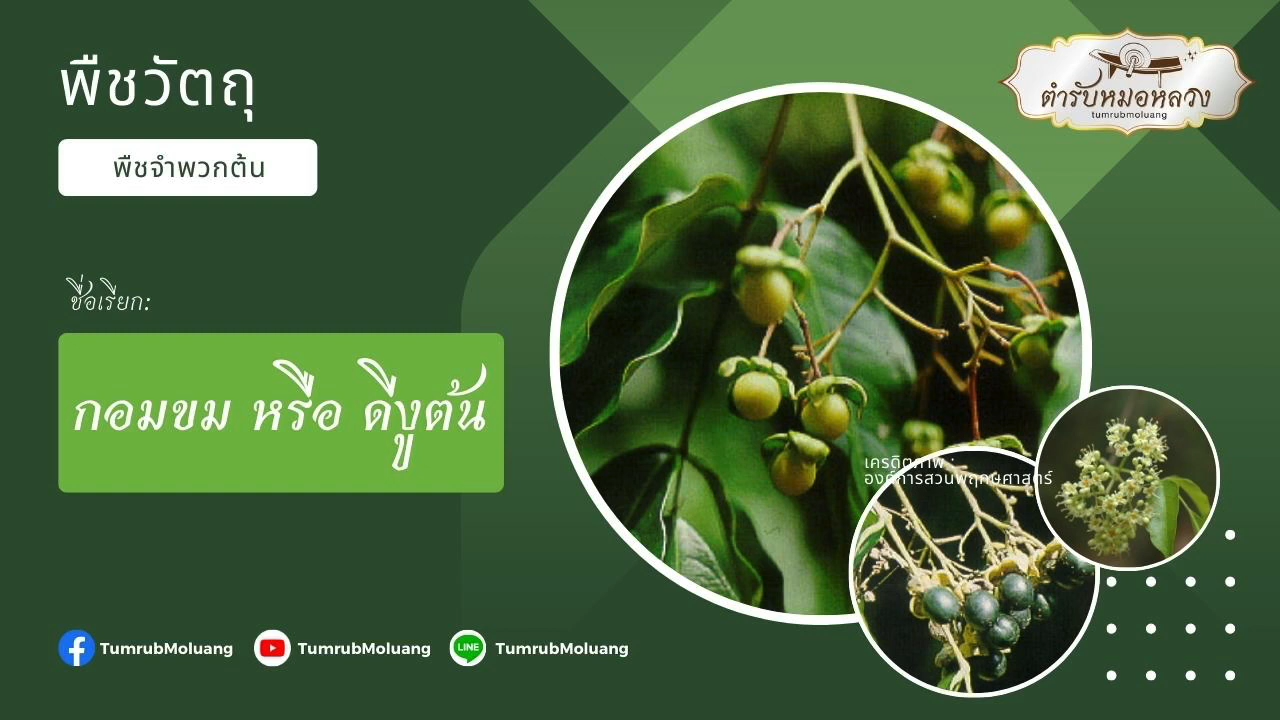 พืชวัตถุ
ตำรับหมอหลวง
tumrubmoluang
พืชจำพวกต้น
ชื่อเรียก:
กอมขม หรือ ดีงูต้น
เครดิตภาพ :
องค์การสวนพฤกษศาสตร์
TumrubMoluang
TumrubMoluang
LINE
TumrubMoluang